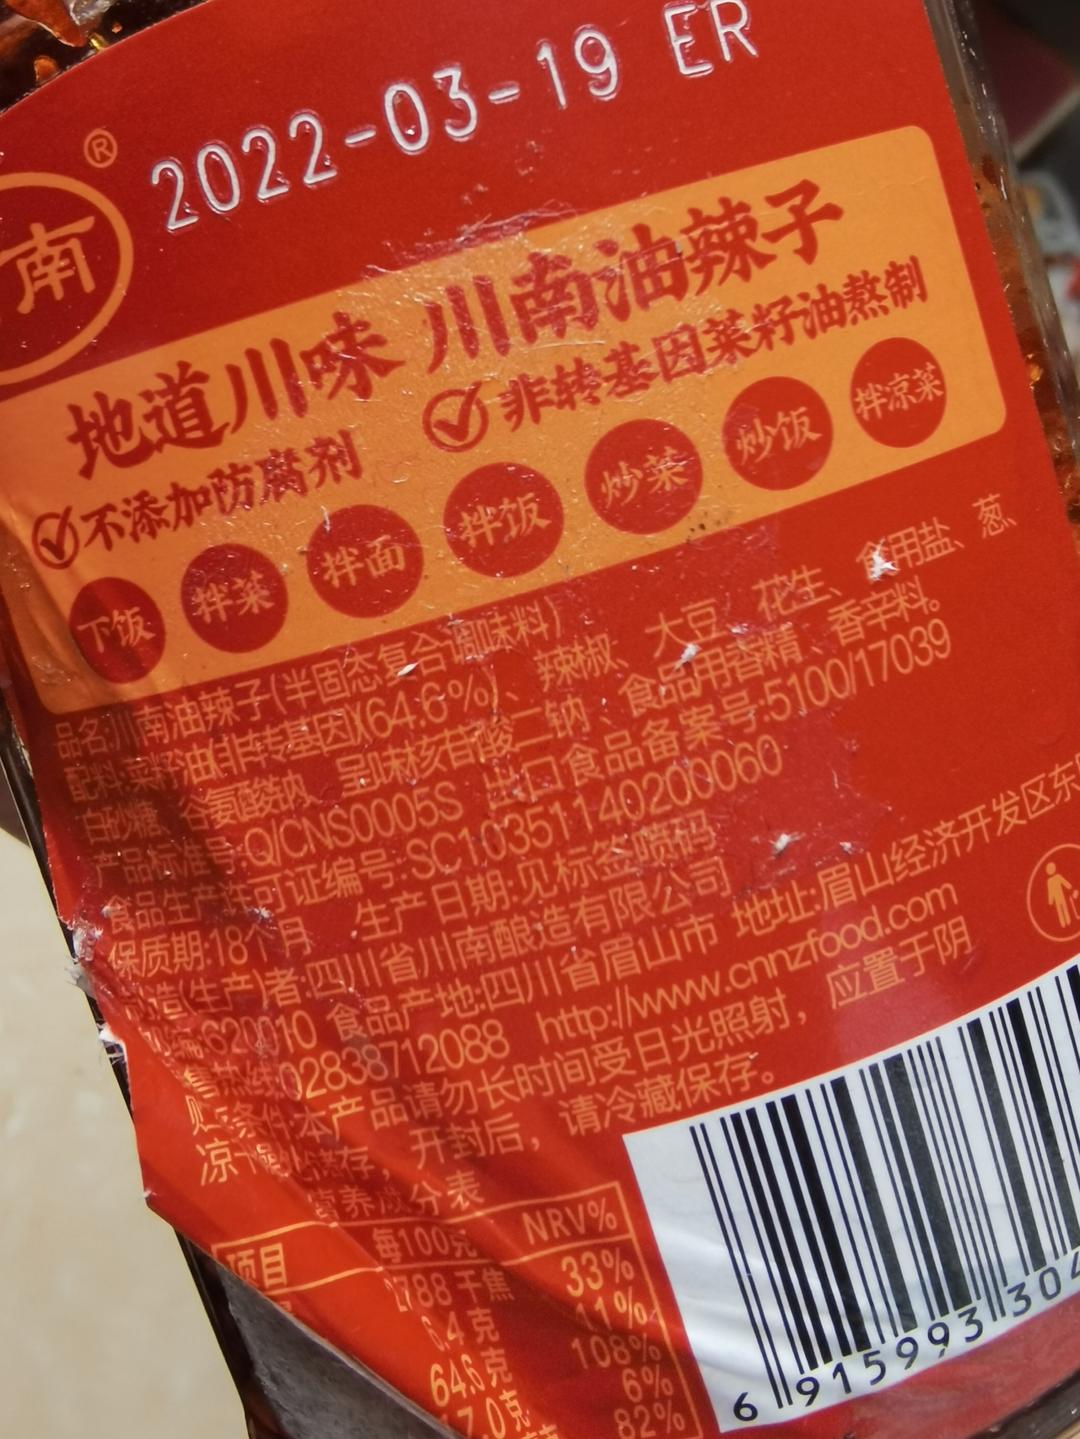 2022-03-19 ER
®
南
地道川味 川南油辣子
不添加防腐剂 非转基因菜籽油熬制
下饭 拌菜 拌面 拌饭 炒菜 炒饭 拌凉菜
品名:川南油辣子(半固态复合调味料)
配料:菜籽油(非转基因)(64.6%)、辣椒、大豆、花生、食用盐、葱、
白砂糖、谷氨酸钠、呈味核苷酸二钠、食品用香精、香辛料。
产品标准号:Q/CNS0005S 出口食品备案号:5100/17039
食品生产许可证编号:SC10351140200060
保质期:18个月 生产日期:见标签喷码
制造(生产)者:四川省川南酿造有限公司
620010 食品产地:四川省眉山市 地址:眉山经济开发区东
热线:02838712088 http://www.cnnzfood.com
条件:本产品请勿长时间受日光照射，应置于阴
凉干燥处储存，开封后，请冷藏保存。
营养成分表
项目 每100克 NRV%
2788千焦 33%
6.4克 11%
64.6克 108%
17.0克 6%
82%
6 915993 304